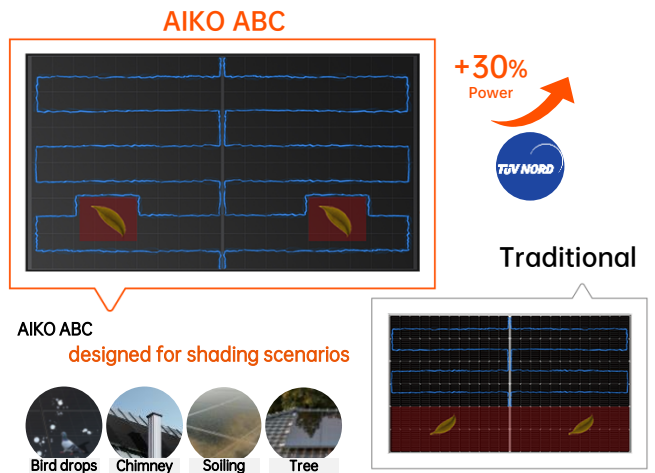 AIKO ABC
+30%
Power
TÜV NORD
Traditional
AIKO ABC
designed for shading scenarios
Bird drops
Chimney
Soiling
Tree